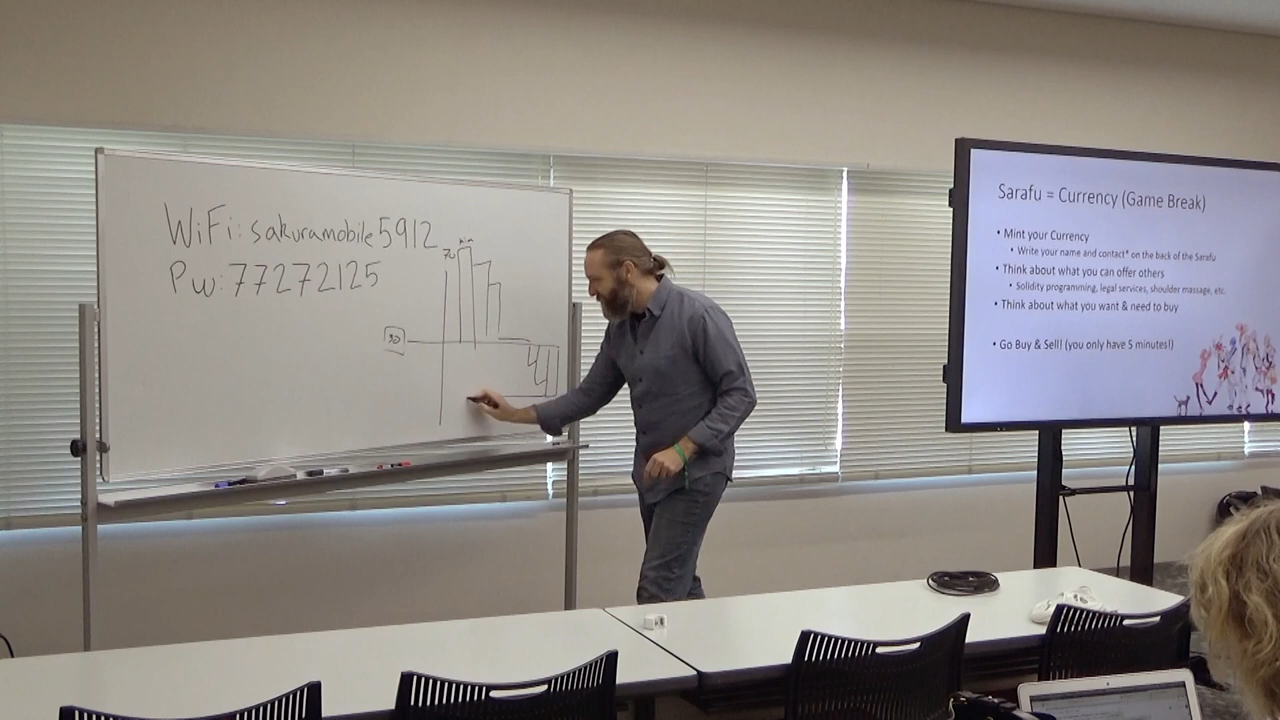 WiFi: sakuramobile5912
Pw: 77272125
70
Sarafu = Currency (Game Break)
• Mint your Currency
• Write your name and contact* on the back of the Sarafu
• Think about what you can offer others
• Solidity programming, legal services, shoulder massage, etc.
• Think about what you want & need to buy
• Go Buy & Sell! (you only have 5 minutes!)